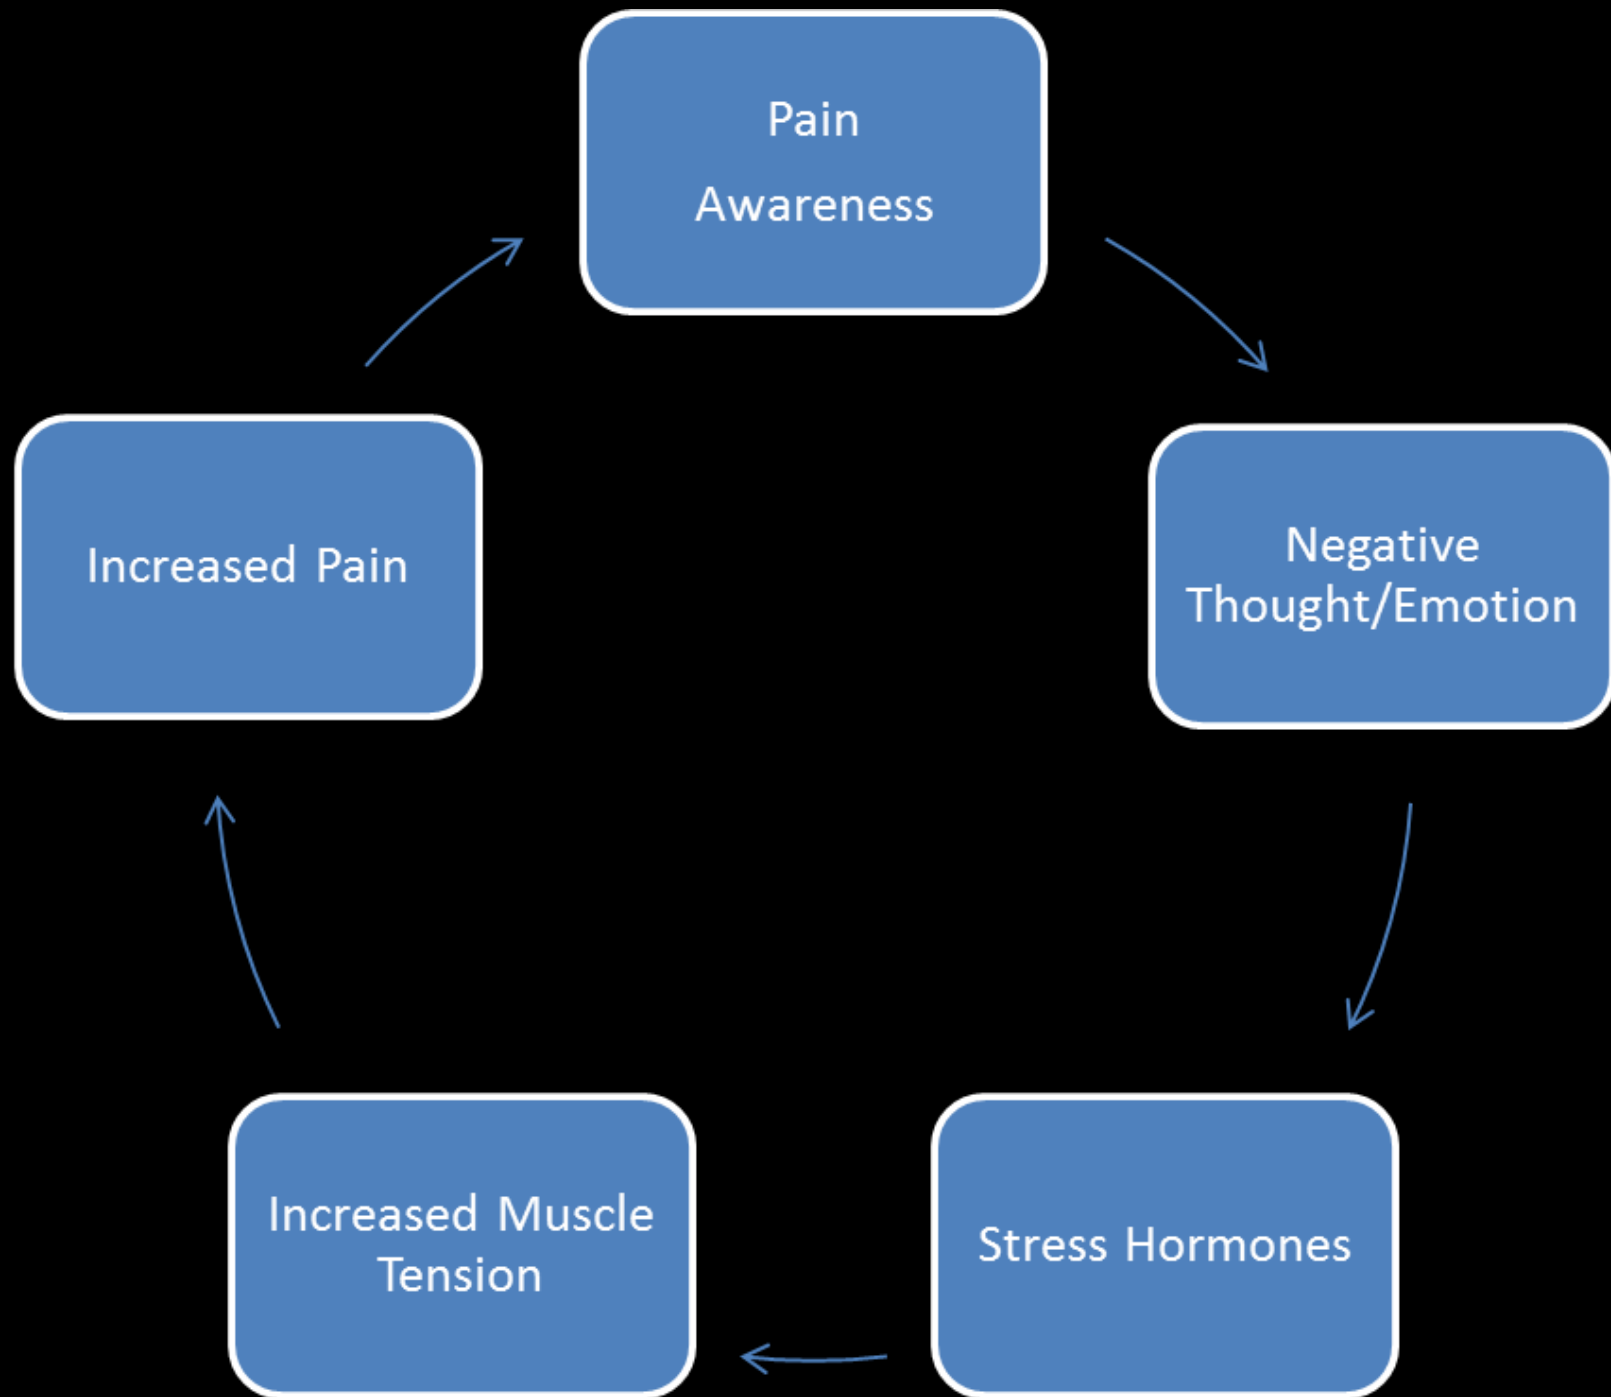 Pain
Awareness
Negative
Thought/Emotion
Stress Hormones
Increased Muscle
Tension
Increased Pain